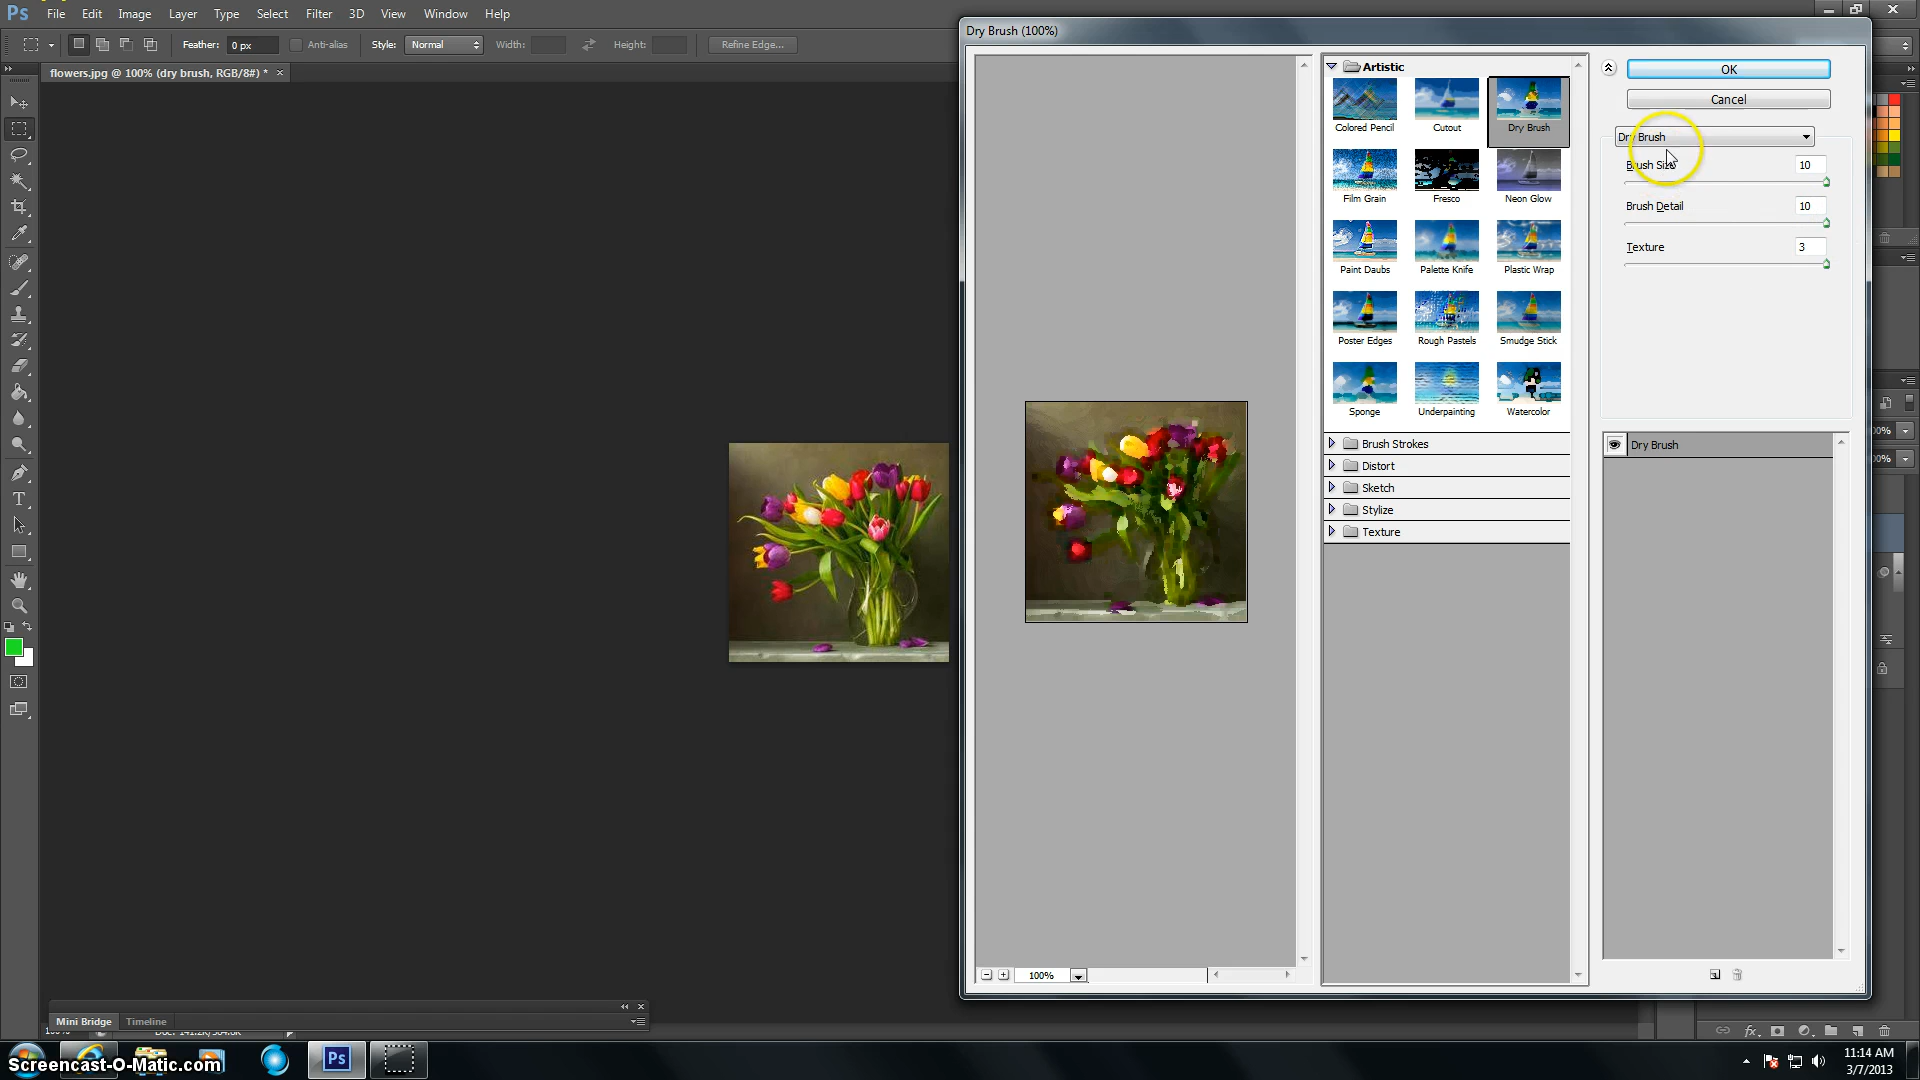 Ps File Edit Image Layer Type Select Filter 3D View Window Help
Feather: 0 px Anti-alias Style: Normal Width: Height: Refine Edge...
flowers.jpg @ 100% (dry brush, RGB/8#) * ×
Dry Brush (100%)
Artistic
Colored Pencil Cutout Dry Brush
Film Grain Fresco Neon Glow
Paint Daubs Palette Knife Plastic Wrap
Poster Edges Rough Pastels Smudge Stick
Sponge Underpainting Watercolor
Brush Strokes
Distort
Sketch
Stylize
Texture
OK
Cancel
Dry Brush
Brush Size 10
Brush Detail 10
Texture 3
Dry Brush
100%
Mini Bridge Timeline
Screencast-O-Matic.com
Ps
11:14 AM
3/7/2013